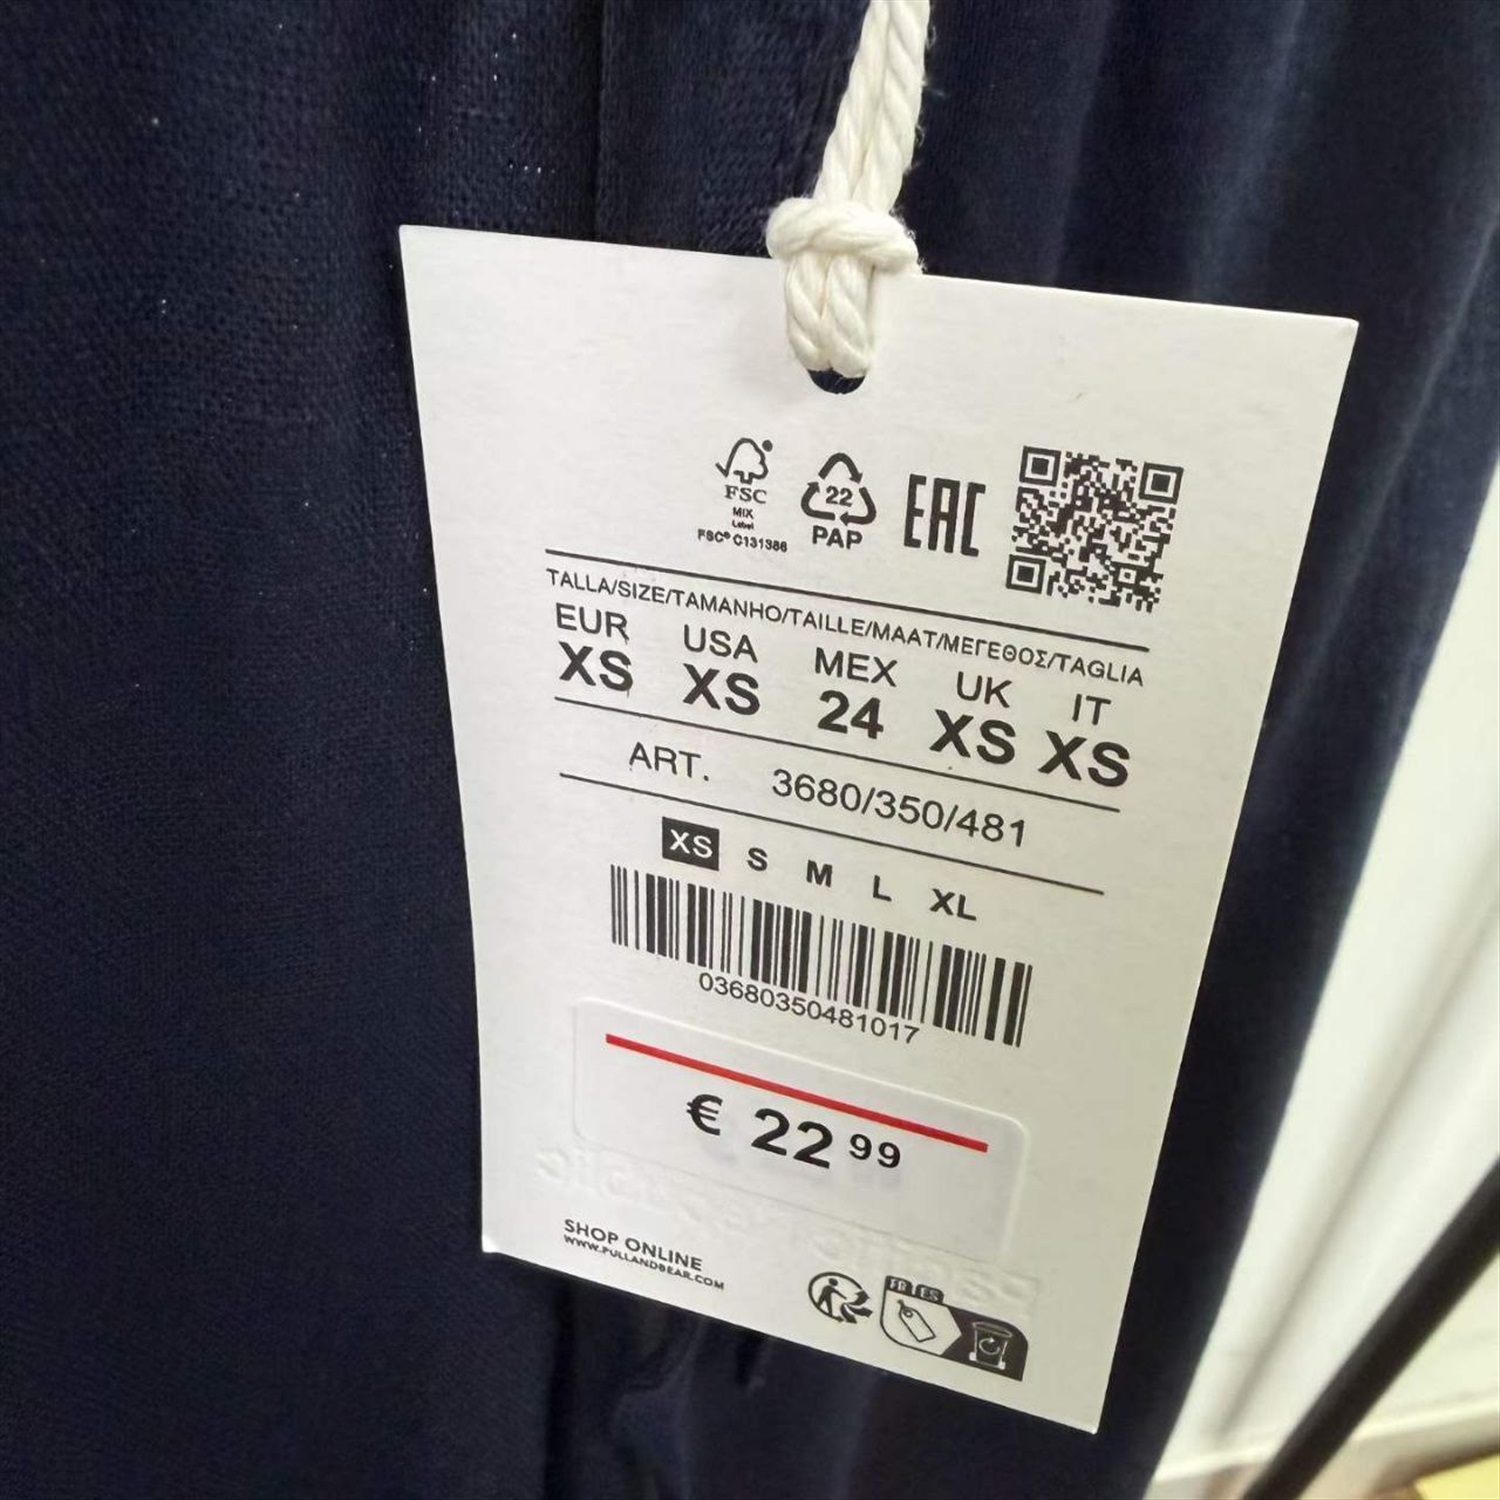 FSC
MIX
Label
FSC® C131386
22
PAP
EAC
TALLA/SIZE/TAMANHO/TAILLE/MAAT/ΜΕΓΕΘΟΣ/TAGLIA
EUR USA MEX UK IT
XS XS 24 XS XS
ART. 3680/350/481
XS S M L XL
03680350481017
€ 22 99
SHOP ONLINE
WWW.PULLANDBEAR.COM
FR ES